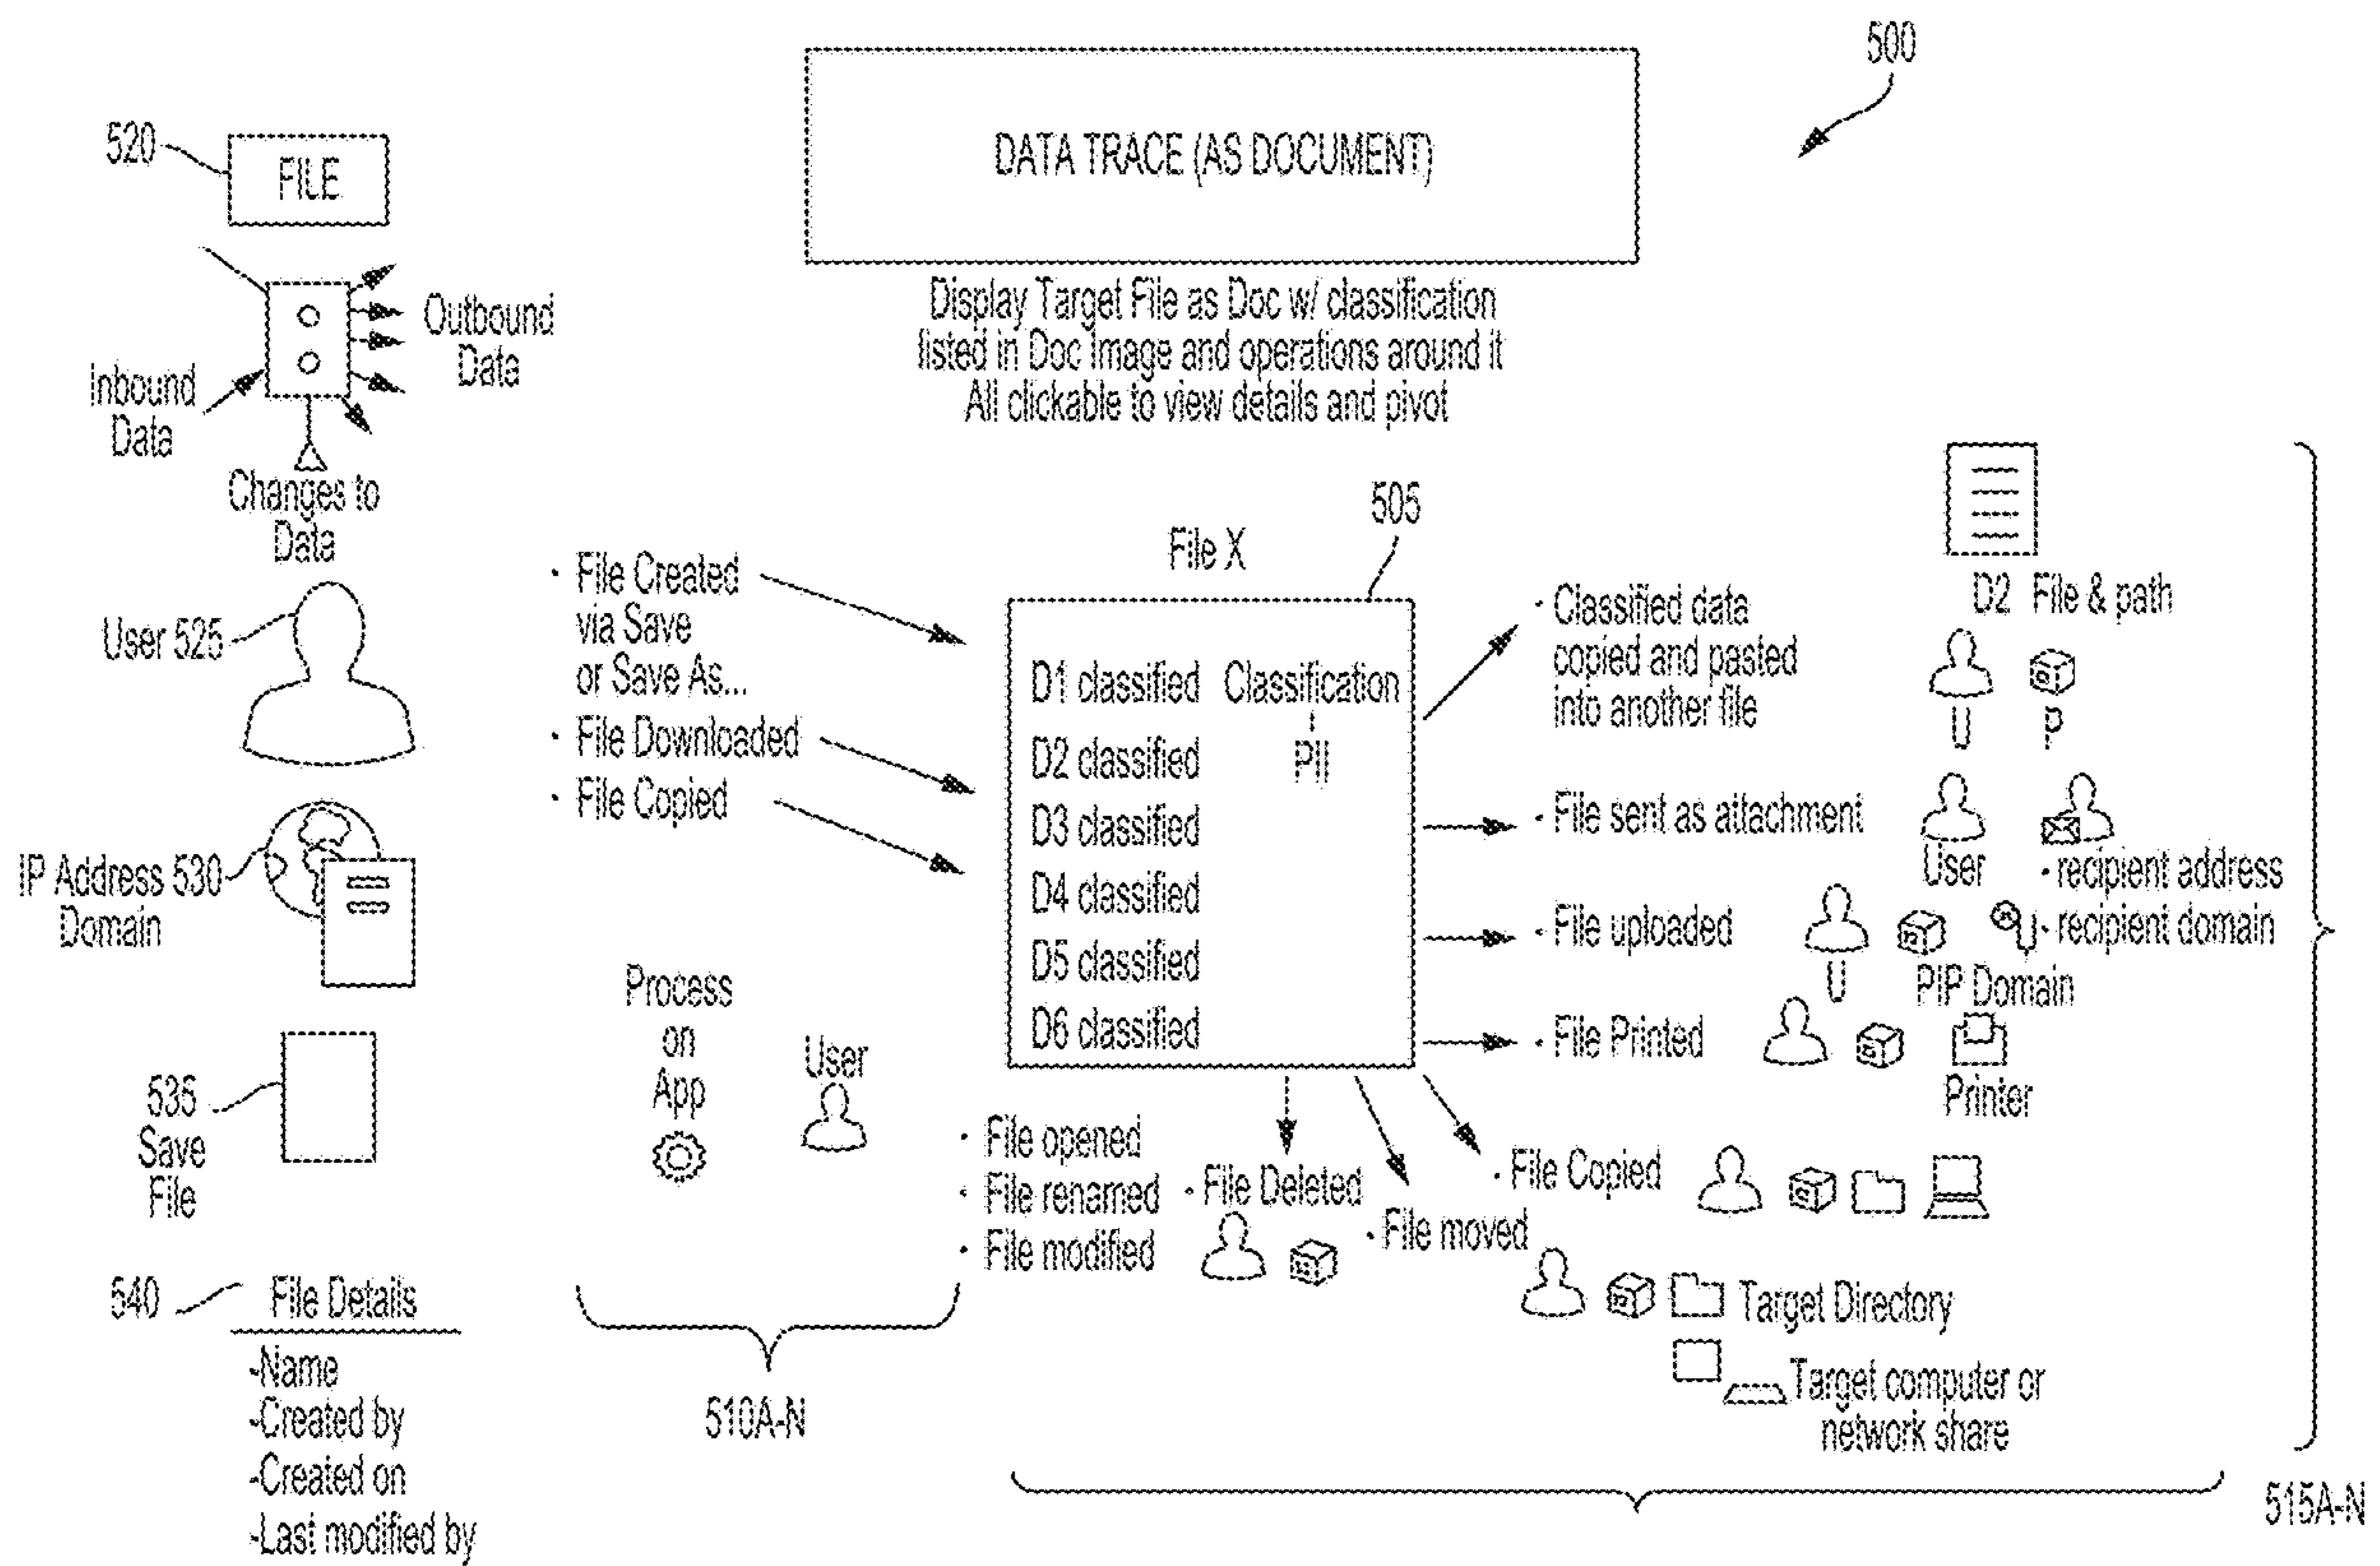 500
DATA TRACE (AS DOCUMENT)
Display Target File as Doc w/ classification
listed in Doc Image and operations around it
All clickable to view details and pivot
520
FILE
Outbound
Data
Inbound
Data
Changes to
Data
User 525
IP Address 530
Domain
535
Save
File
540
File Details
-Name
-Created by
-Created on
-Last modified by
· File Created
via Save
or Save As...
· File Downloaded
· File Copied
Process
on
App
User
510A-N
File X
505
D1 classified Classification
D2 classified PII
D3 classified
D4 classified
D5 classified
D6 classified
· File opened
· File renamed
· File modified
· File Deleted
· File moved
· File Copied
Target Directory
Target computer or
network share
· Classified data
copied and pasted
into another file
D2 File & path
U P
· File sent as attachment
User
· recipient address
· recipient domain
· File uploaded
U PIP Domain
· File Printed
Printer
515A-N